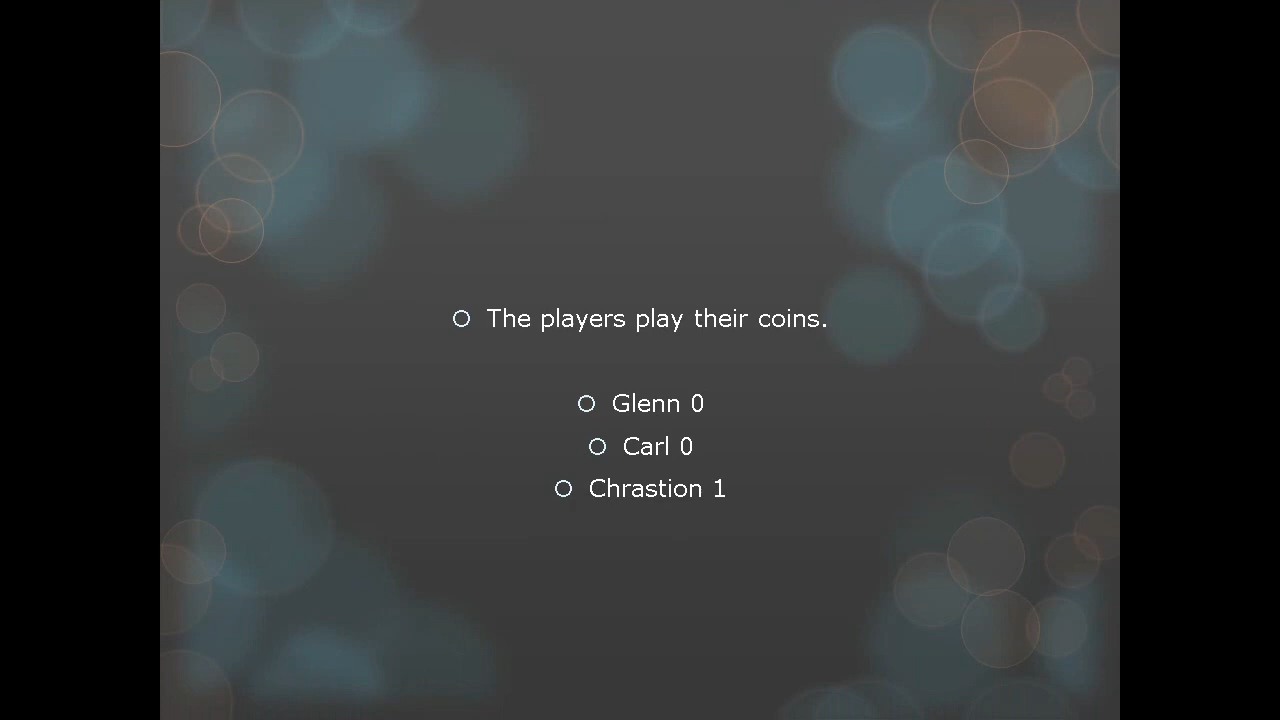 The players play their coins.
Glenn 0
Carl 0
Chrastion 1